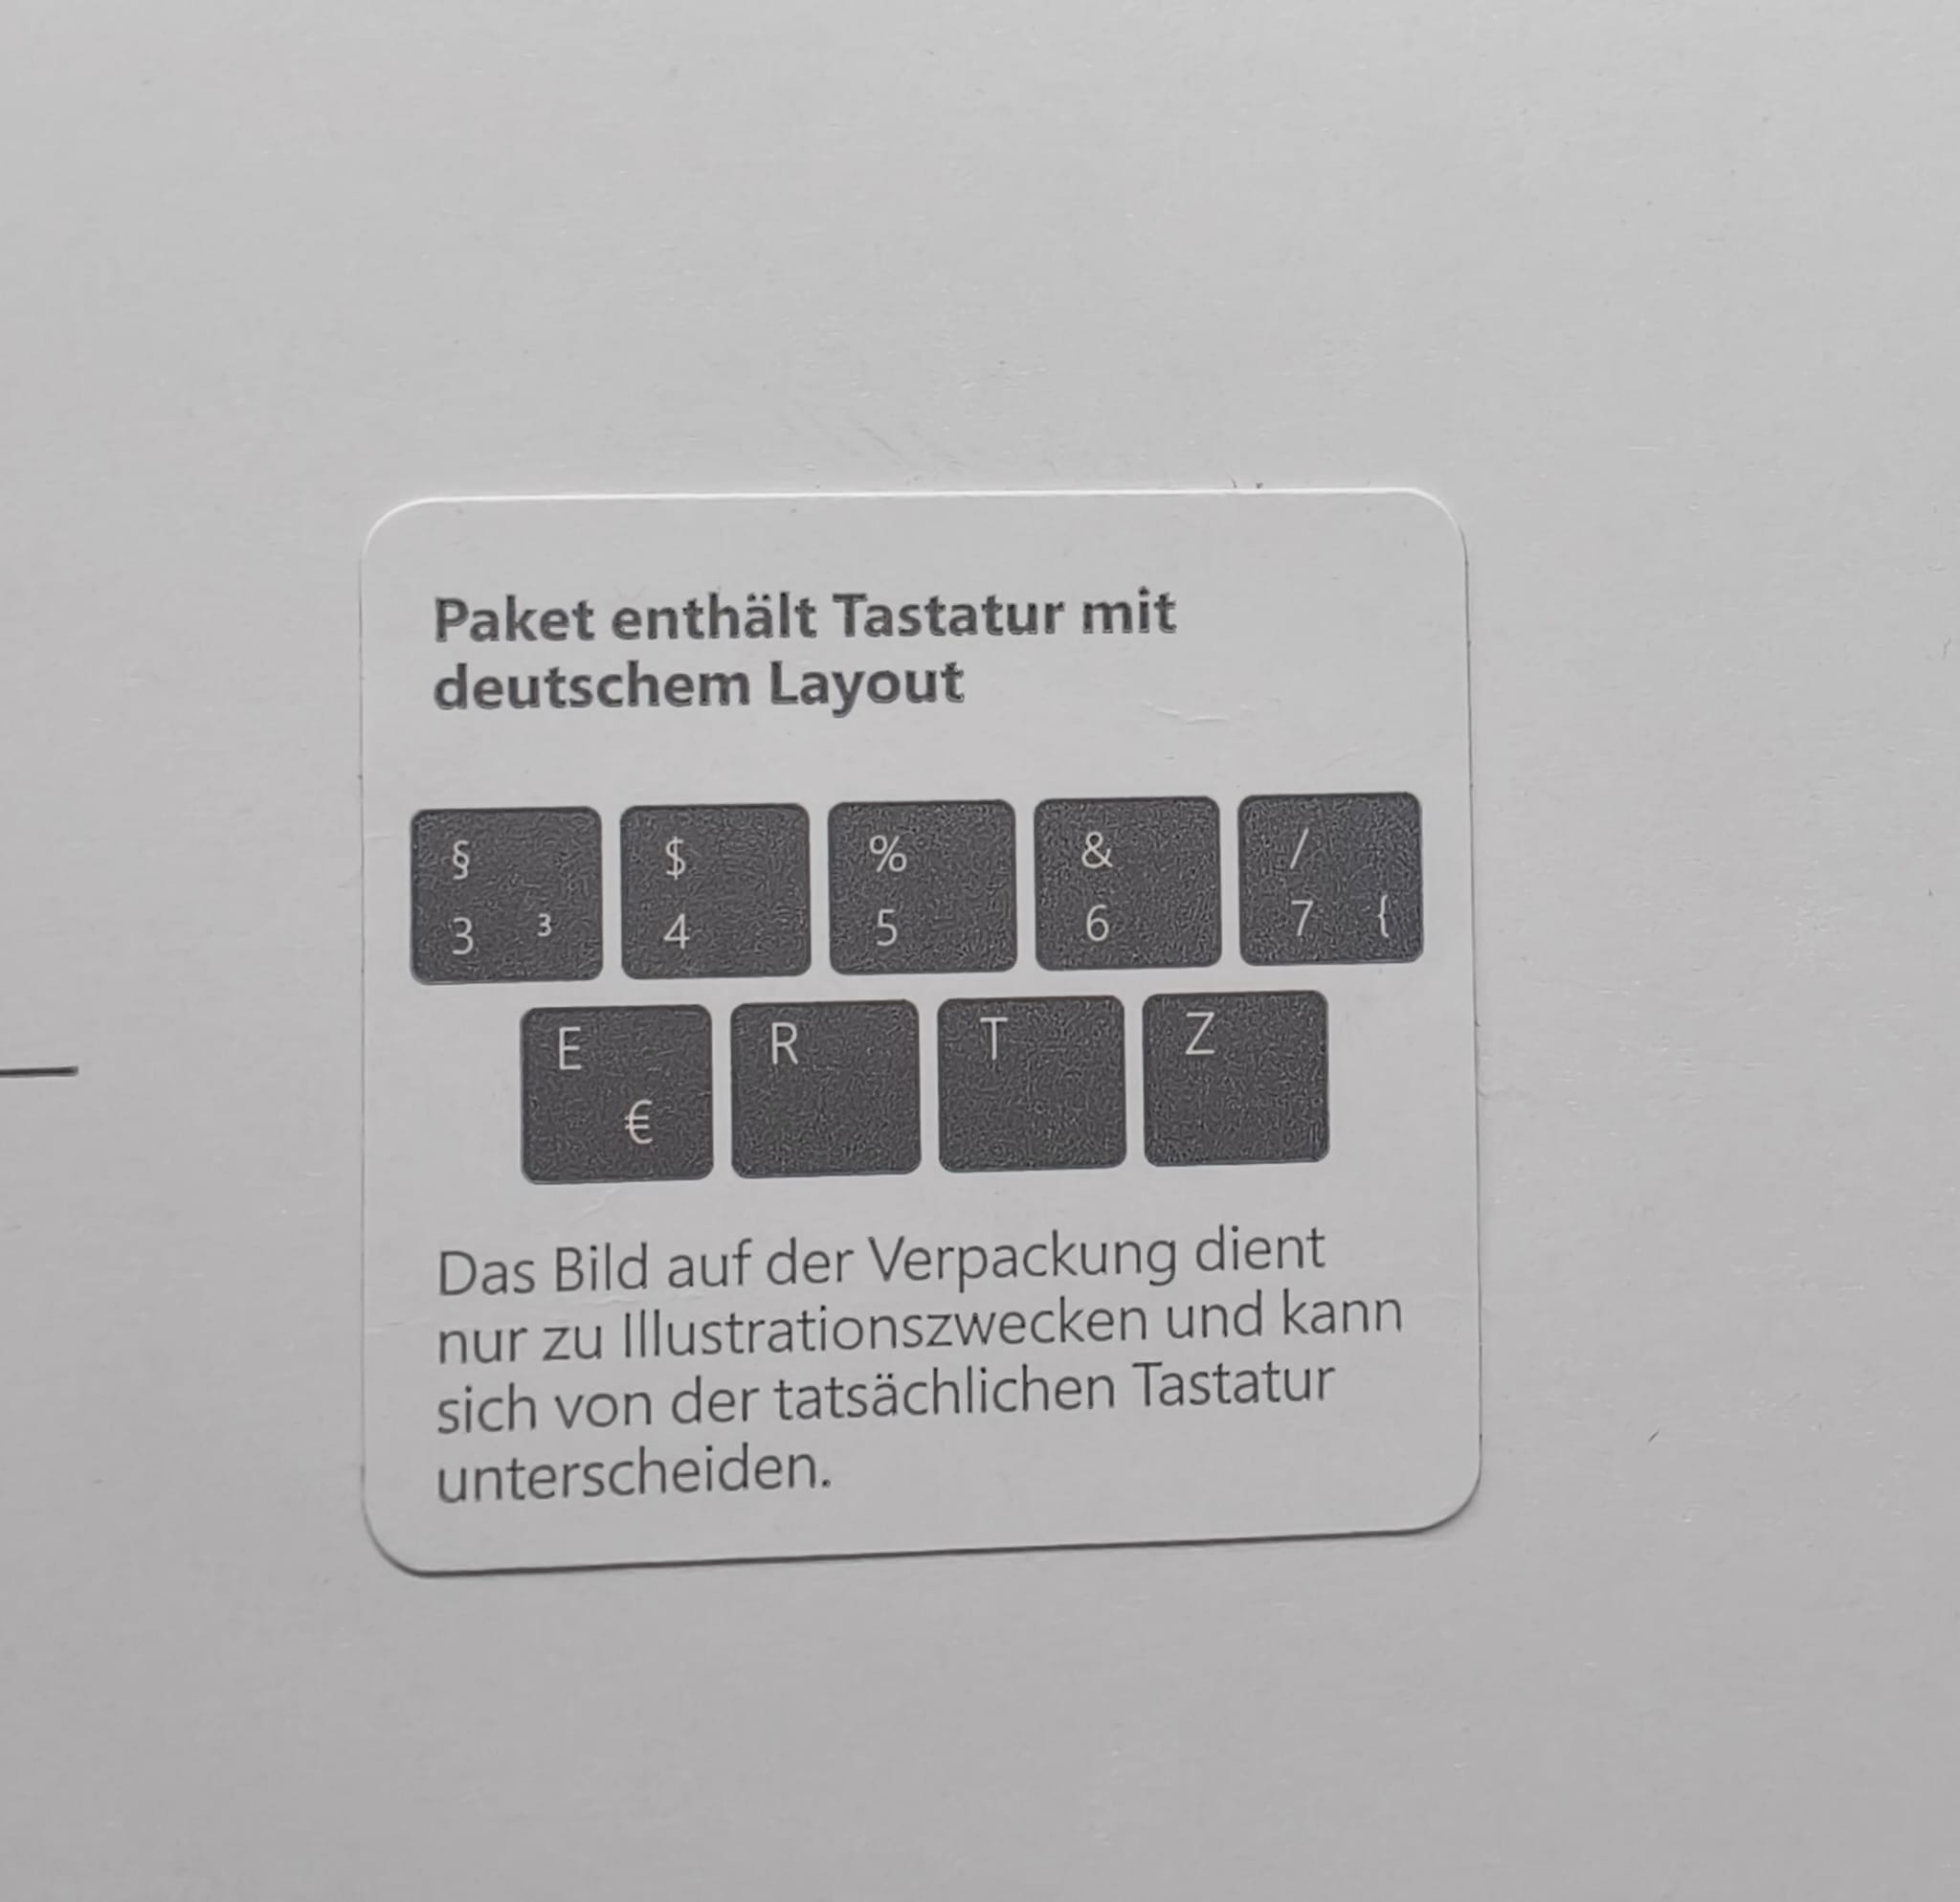 Paket enthält Tastatur mit
deutschem Layout
§ $ % & /
3 ³ 4 5 6 7 {
E R T Z
€
Das Bild auf der Verpackung dient
nur zu Illustrationszwecken und kann
sich von der tatsächlichen Tastatur
unterscheiden.